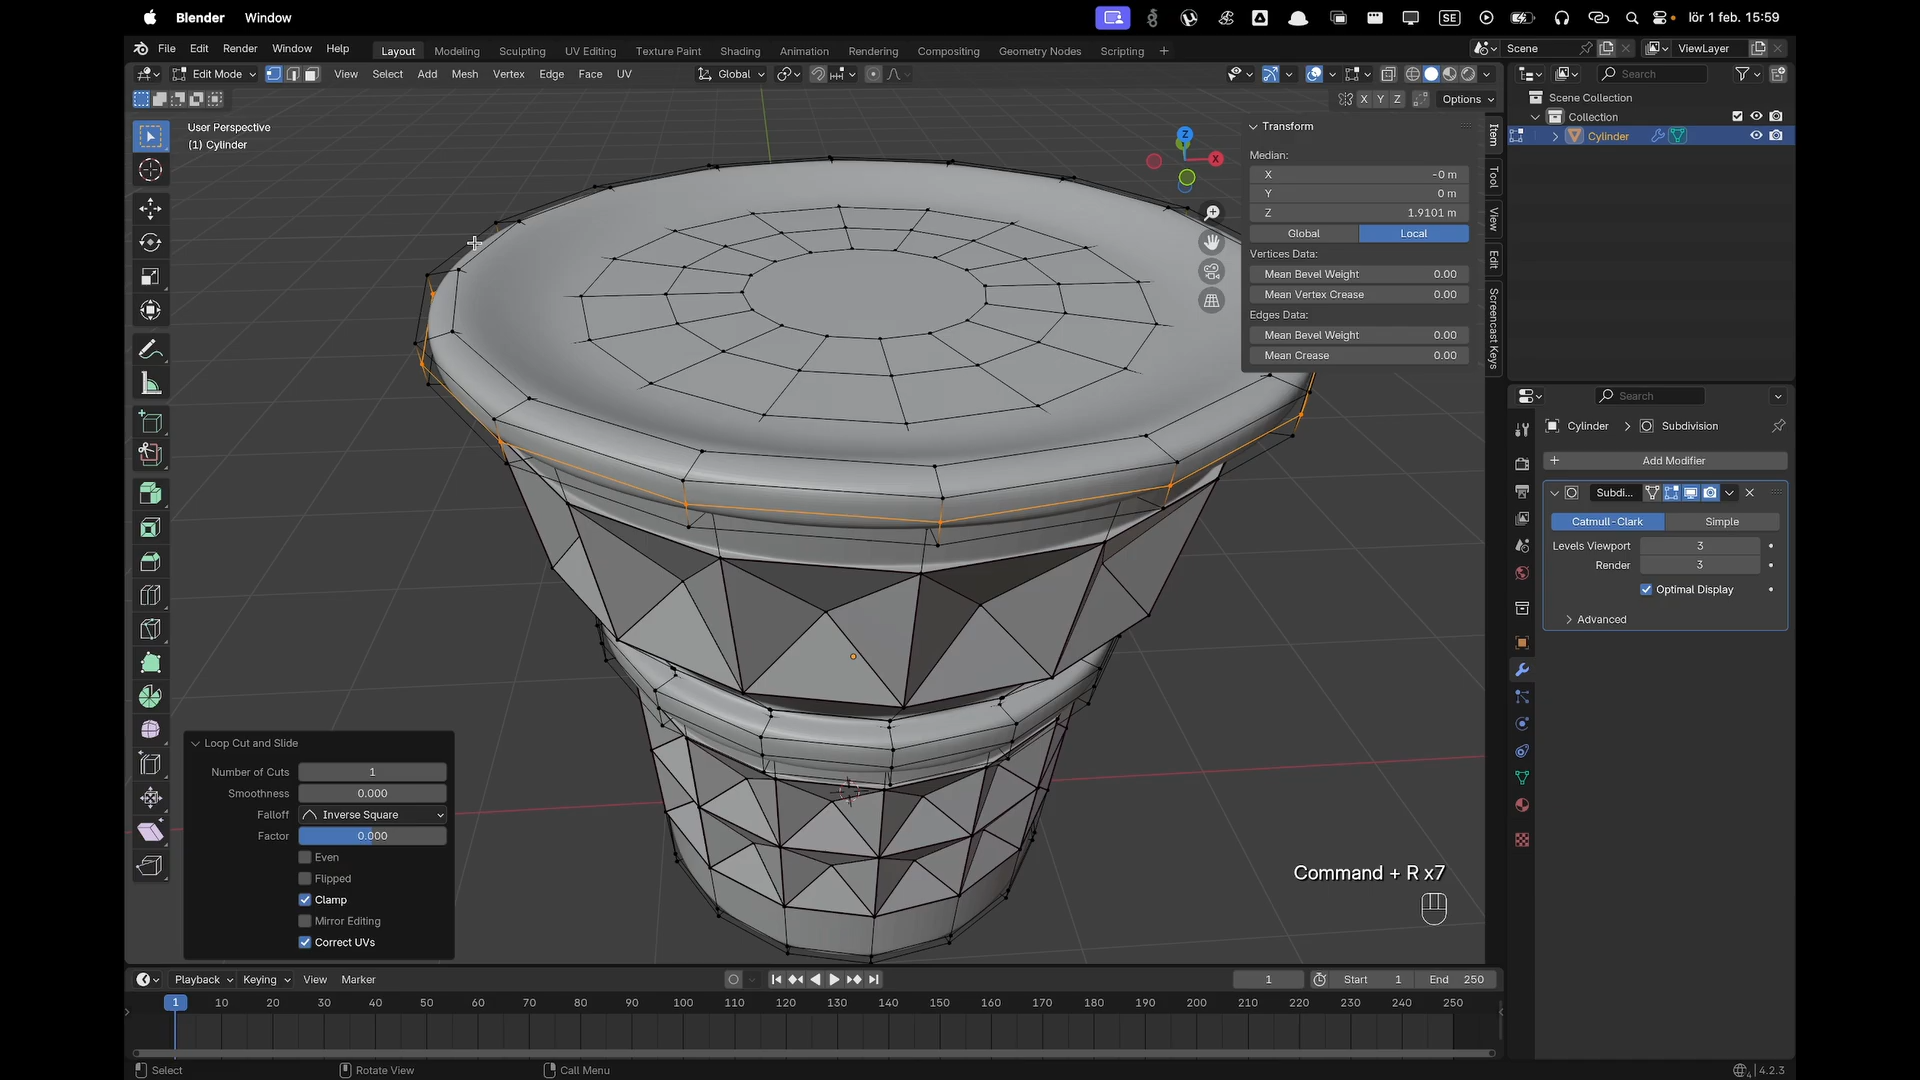 Blender Window
SE lör 1 feb. 15:59
File Edit Render Window Help Layout Modeling Sculpting UV Editing Texture Paint Shading Animation Rendering Compositing Geometry Nodes Scripting + Scene ViewLayer
Edit Mode View Select Add Mesh Vertex Edge Face UV Global Search
X Y Z Options
Scene Collection
Collection
Cylinder
User Perspective
(1) Cylinder
Z
X
Transform
Median:
X -0 m
Y 0 m
Z 1.9101 m
Global Local
Vertices Data:
Mean Bevel Weight 0.00
Mean Vertex Crease 0.00
Edges Data:
Mean Bevel Weight 0.00
Mean Crease 0.00
Item
Tool
View
Edit
Screencast Keys
Search
Cylinder > Subdivision
+ Add Modifier
Subdi...
Catmull-Clark Simple
Levels Viewport 3
Render 3
Optimal Display
Advanced
Loop Cut and Slide
Number of Cuts 1
Smoothness 0.000
Falloff Inverse Square
Factor 0.000
Even
Flipped
Clamp
Mirror Editing
Correct UVs
Command + R x7
Playback Keying View Marker 1 Start 1 End 250
1 10 20 30 40 50 60 70 80 90 100 110 120 130 140 150 160 170 180 190 200 210 220 230 240 250
Select Rotate View Call Menu 4.2.3